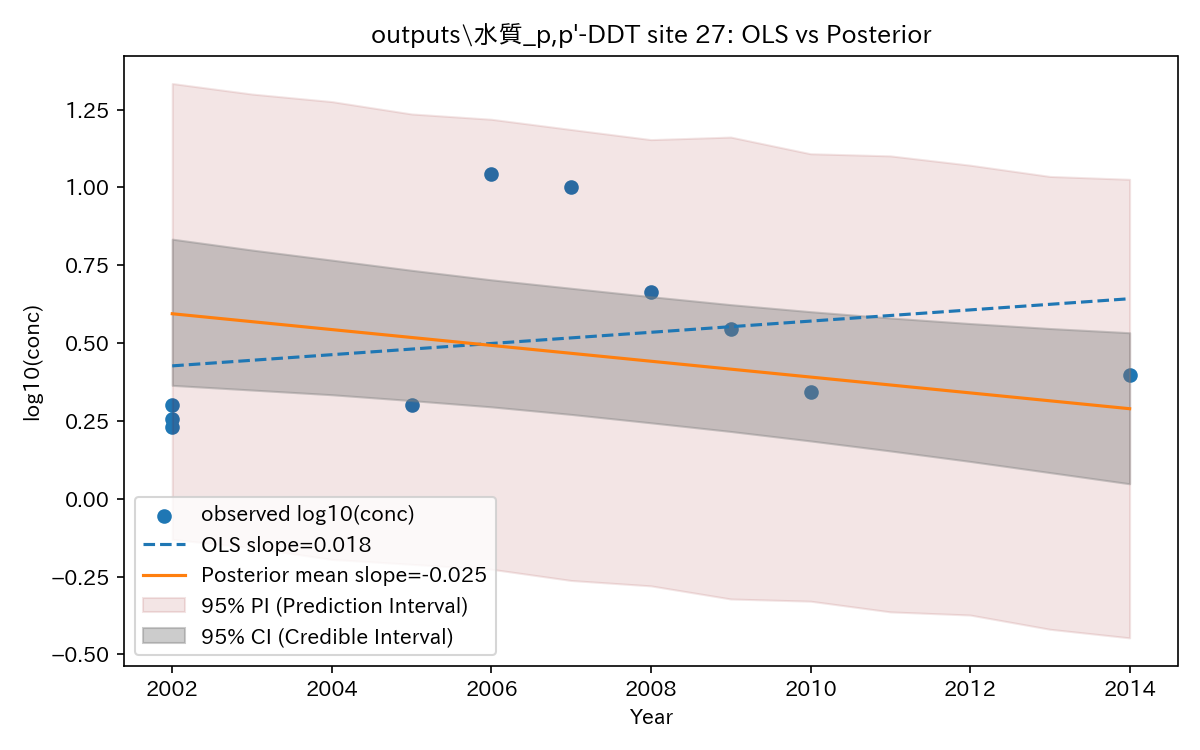 outputs\水質_p,p'-DDT site 27: OLS vs Posterior
log10(conc)
1.25
1.00
0.75
0.50
0.25
0.00
−0.25
−0.50
observed log10(conc)
OLS slope=0.018
Posterior mean slope=-0.025
95% PI (Prediction Interval)
95% CI (Credible Interval)
2002 2004 2006 2008 2010 2012 2014
Year